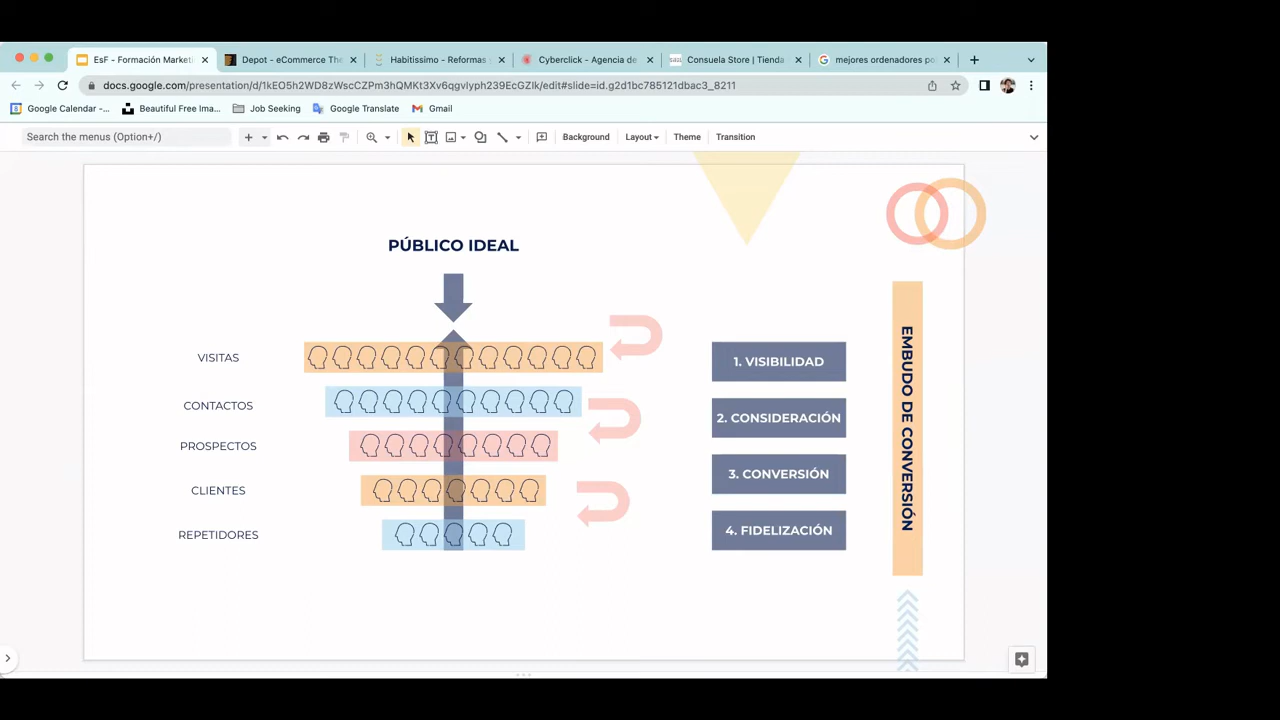 EsF - Formación Marketi
Depot - eCommerce The
Habitissimo - Reformas
Cyberclick - Agencia de
Consuela Store | Tienda
mejores ordenadores po
docs.google.com/presentation/d/1kEO5h2WD8zWscCZPm3hQMKt3Xv6qgvlyph239EcGZIk/edit#slide=id.g2d1bc785121dbac3_8211
Google Calendar -...
Beautiful Free Ima...
Job Seeking
Google Translate
Gmail
Search the menus (Option+/)
Background
Layout
Theme
Transition
PÚBLICO IDEAL
VISITAS
CONTACTOS
PROSPECTOS
CLIENTES
REPETIDORES
1. VISIBILIDAD
2. CONSIDERACIÓN
3. CONVERSIÓN
4. FIDELIZACIÓN
EMBUDO DE CONVERSIÓN